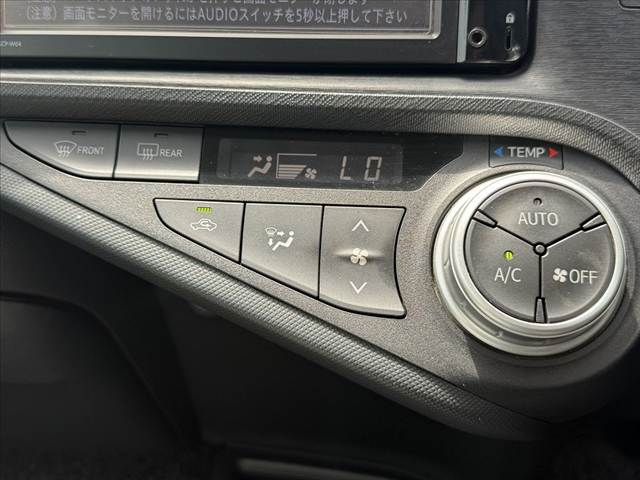 (注意) 画面モニターを開けるにはAUDIOスイッチを5秒以上押して下さい
FRONT
REAR
LO
TEMP
AUTO
A/C
OFF